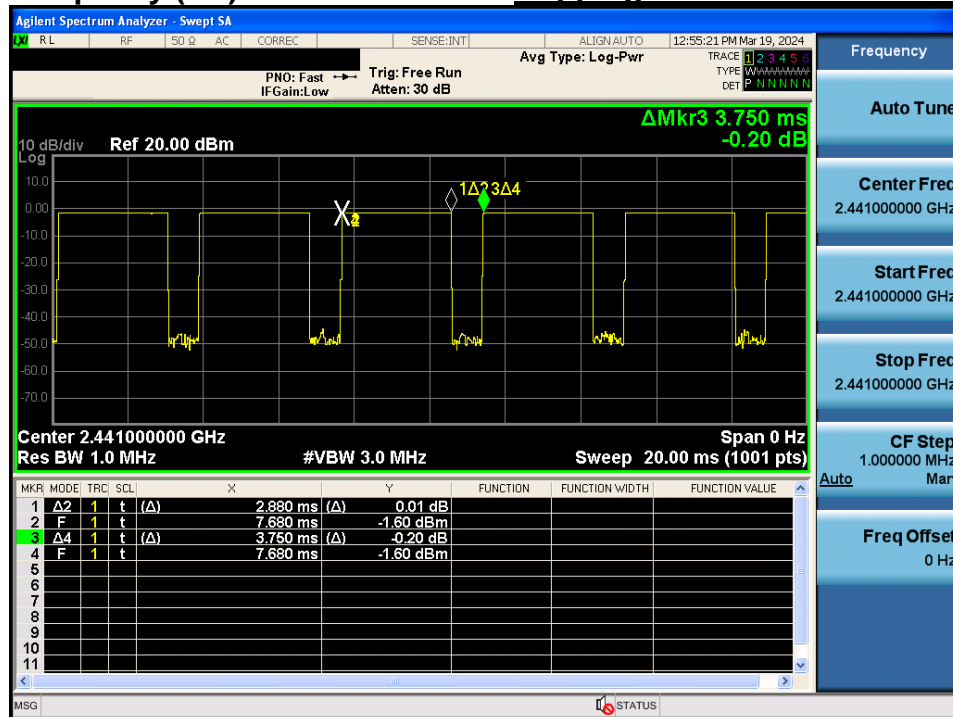 Agilent Spectrum Analyzer - Swept SA
LXI RL RF 50 Ω AC CORREC SENSE:INT ALIGN AUTO 12:55:21 PM Mar 19, 2024
Avg Type: Log-Pwr TRACE 1 2 3 4 5 6
PNO: Fast Trig: Free Run TYPE WWWWWW
IFGain:Low Atten: 30 dB DET P N N N N N
ΔMkr3 3.750 ms
-0.20 dB
10 dB/div Ref 20.00 dBm
Log
10.0
0.00
-10.0
-20.0
-30.0
-40.0
-50.0
-60.0
-70.0
1Δ2 3Δ4
Center 2.441000000 GHz Span 0 Hz
Res BW 1.0 MHz #VBW 3.0 MHz Sweep 20.00 ms (1001 pts)
MKR MODE TRC SCL X Y FUNCTION FUNCTION WIDTH FUNCTION VALUE
1 Δ2 1 t (Δ) 2.880 ms (Δ) 0.01 dB
2 F 1 t 7.680 ms -1.60 dBm
3 Δ4 1 t (Δ) 3.750 ms (Δ) -0.20 dB
4 F 1 t 7.680 ms -1.60 dBm
5
6
7
8
9
10
11
MSG STATUS
Frequency
Auto Tune
Center Freq
2.441000000 GHz
Start Freq
2.441000000 GHz
Stop Freq
2.441000000 GHz
CF Step
1.000000 MHz
Auto Man
Freq Offset
0 Hz